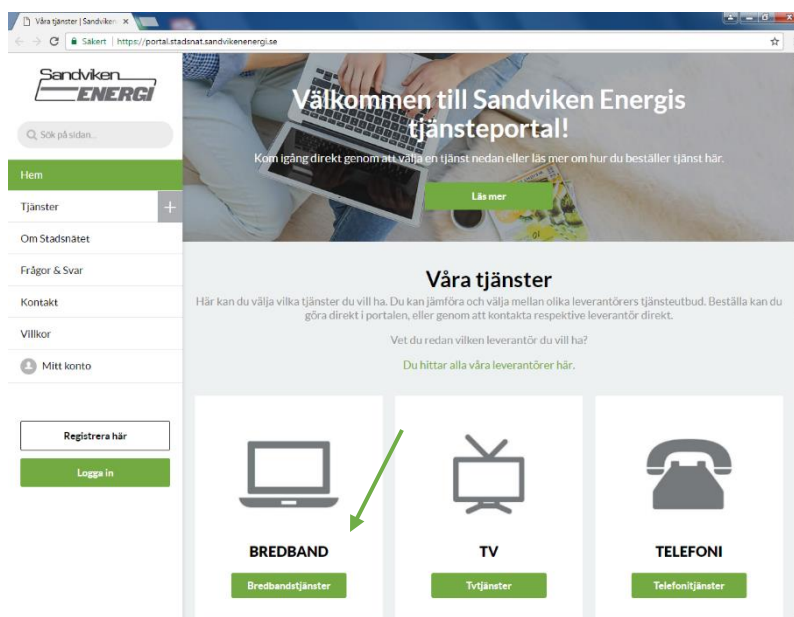 Våra tjänster | Sandviken
Säkert | https://portal.stadsnat.sandvikenenergi.se
Sandviken
ENERGI
Sök på sidan...
Hem
Tjänster
Om Stadsnätet
Frågor & Svar
Kontakt
Villkor
Mitt konto
Registrera här
Logga in
Välkommen till Sandviken Energis
tjänsteportal!
Kom igång direkt genom att välja en tjänst nedan eller läs mer om hur du beställer tjänst här.
Läs mer
Våra tjänster
Här kan du välja vilka tjänster du vill ha. Du kan jämföra och välja mellan olika leverantörers tjänsteutbud. Beställa kan du
göra direkt i portalen, eller genom att kontakta respektive leverantör direkt.
Vet du redan vilken leverantör du vill ha?
Du hittar alla våra leverantörer här.
BREDBAND
TV
TELEFONI
Bredbandstjänster
Tvtjänster
Telefonitjänster